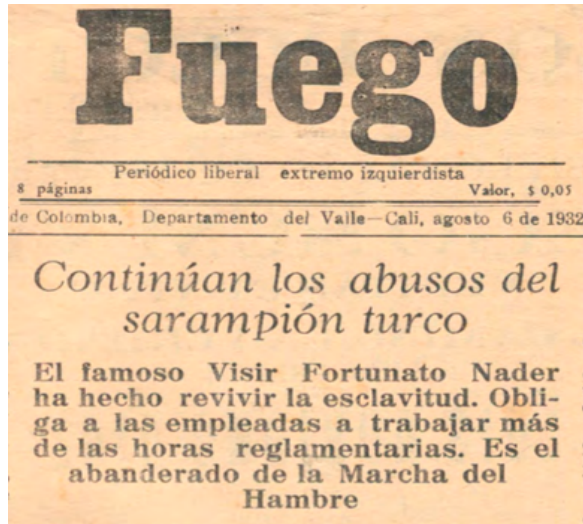 Fuego
Periódico liberal extremo izquierdista
8 páginas Valor, $ 0,05
de Colombia, Departamento del Valle—Cali, agosto 6 de 1932
Continúan los abusos del
sarampión turco
El famoso Visir Fortunato Nader
ha hecho revivir la esclavitud. Obli-
ga a las empleadas a trabajar más
de las horas reglamentarias. Es el
abanderado de la Marcha del
Hambre